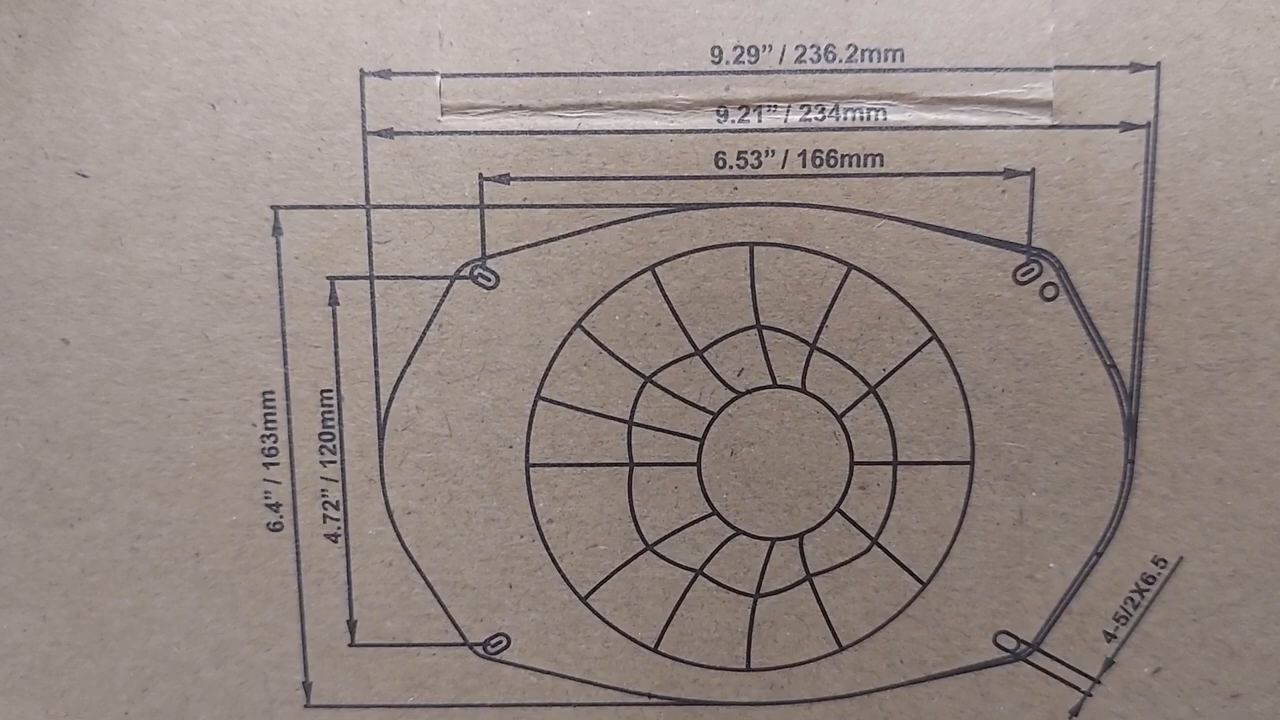 9.29” / 236.2mm
9.21” / 234mm
6.53” / 166mm
6.4” / 163mm
4.72” / 120mm
4-5/2X6.5